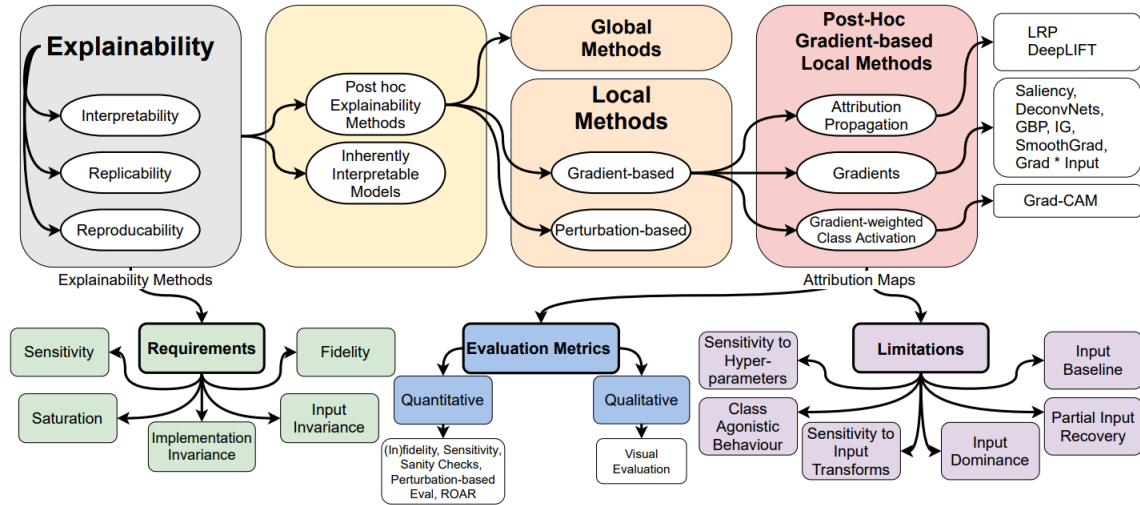 Explainability
Interpretability
Replicability
Reproducability
Post hoc
Explainability
Methods
Inherently
Interpretable
Models
Global
Methods
Local
Methods
Gradient-based
Perturbation-based
Post-Hoc
Gradient-based
Local Methods
Attribution
Propagation
Gradients
Gradient-weighted
Class Activation
LRP
DeepLIFT
Saliency,
DeconvNets,
GBP, IG,
SmoothGrad,
Grad * Input
Grad-CAM
Explainability Methods
Attribution Maps
Requirements
Sensitivity
Fidelity
Saturation
Implementation
Invariance
Input
Invariance
Evaluation Metrics
Quantitative
Qualitative
(In)fidelity, Sensitivity,
Sanity Checks,
Perturbation-based
Eval, ROAR
Visual
Evaluation
Limitations
Sensitivity to
Hyper-
parameters
Input
Baseline
Class
Agonistic
Behaviour
Sensitivity to
Input
Transforms
Input
Dominance
Partial Input
Recovery